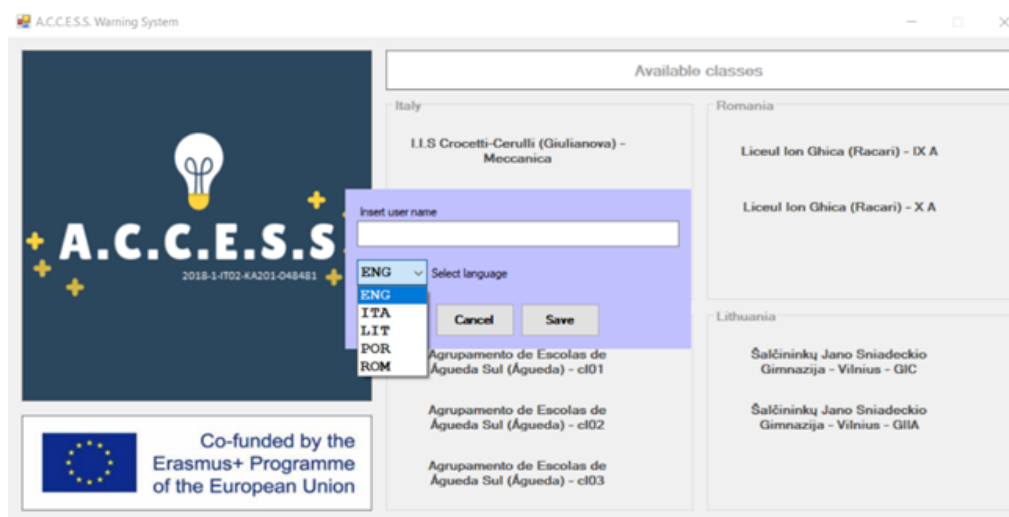 A.C.C.E.S.S. Warning System
Available classes
Italy
I.I.S Crocetti-Cerulli (Giulianova) -
Meccanica
Romania
Liceul Ion Ghica (Racari) - IX A
Liceul Ion Ghica (Racari) - X A
A.C.C.E.S.S
2018-1-IT02-KA201-048481
Insert user name
ENG
Select language
ENG
ITA
LIT
POR
ROM
Cancel
Save
Agrupamento de Escolas de
Águeda Sul (Águeda) - cl01
Agrupamento de Escolas de
Águeda Sul (Águeda) - cl02
Agrupamento de Escolas de
Águeda Sul (Águeda) - cl03
Lithuania
Šalčininkų Jano Sniadeckio
Gimnazija - Vilnius - GIC
Šalčininkų Jano Sniadeckio
Gimnazija - Vilnius - GIIA
Co-funded by the
Erasmus+ Programme
of the European Union